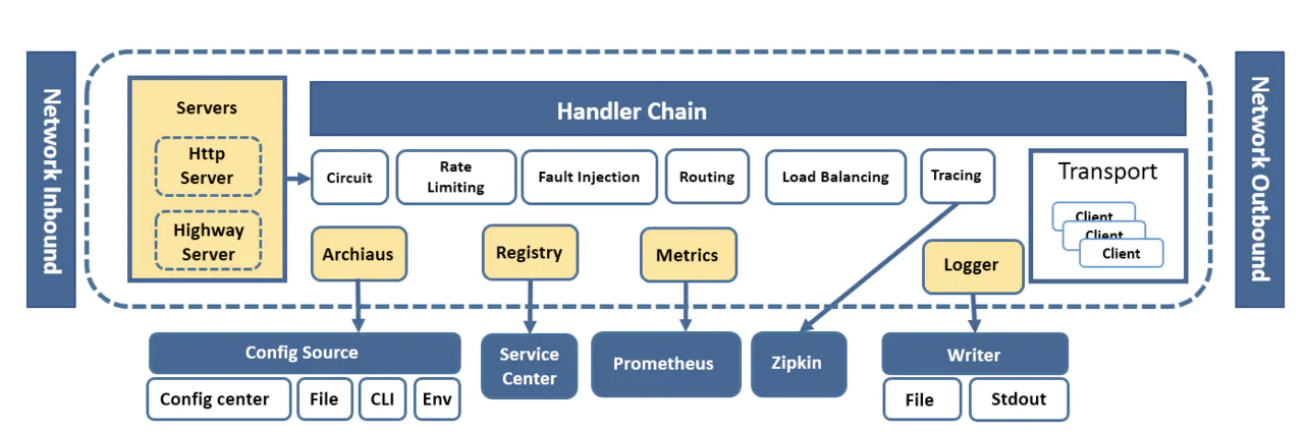 Network Inbound
Servers
Http
Server
Highway
Server
Handler Chain
Circuit
Rate
Limiting
Fault Injection
Routing
Load Balancing
Tracing
Transport
Client
Client
Client
Archiaus
Registry
Metrics
Logger
Network Outbound
Config Source
Config center
File
CLI
Env
Service
Center
Prometheus
Zipkin
Writer
File
Stdout